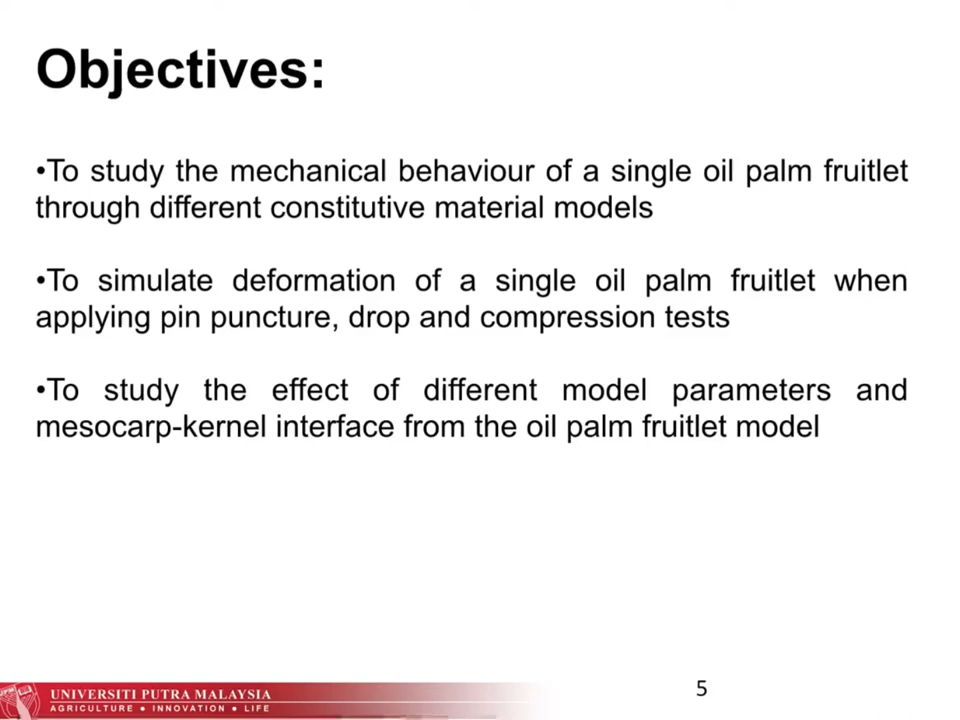 Objectives:
•To study the mechanical behaviour of a single oil palm fruitlet
through different constitutive material models
•To simulate deformation of a single oil palm fruitlet when
applying pin puncture, drop and compression tests
•To study the effect of different model parameters and
mesocarp-kernel interface from the oil palm fruitlet model
UNIVERSITI PUTRA MALAYSIA
AGRICULTURE • INNOVATION • LIFE
5